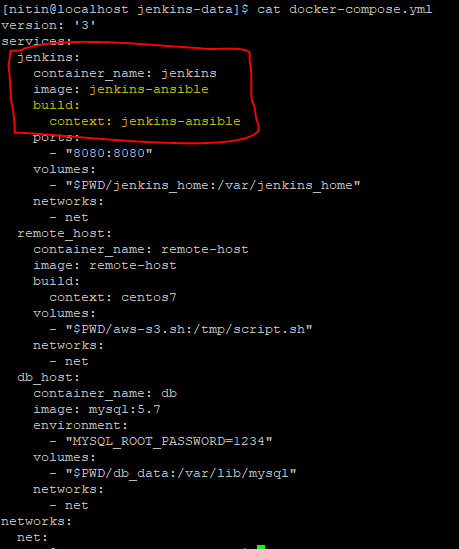 [nitin@localhost jenkins-data]$ cat docker-compose.yml
version: '3'
services:
  jenkins:
    container_name: jenkins
    image: jenkins-ansible
    build:
      context: jenkins-ansible
    ports:
      - "8080:8080"
    volumes:
      - "$PWD/jenkins_home:/var/jenkins_home"
    networks:
      - net
  remote_host:
    container_name: remote-host
    image: remote-host
    build:
      context: centos7
    volumes:
      - "$PWD/aws-s3.sh:/tmp/script.sh"
    networks:
      - net
  db_host:
    container_name: db
    image: mysql:5.7
    environment:
      - "MYSQL_ROOT_PASSWORD=1234"
    volumes:
      - "$PWD/db_data:/var/lib/mysql"
    networks:
      - net
networks:
  net: